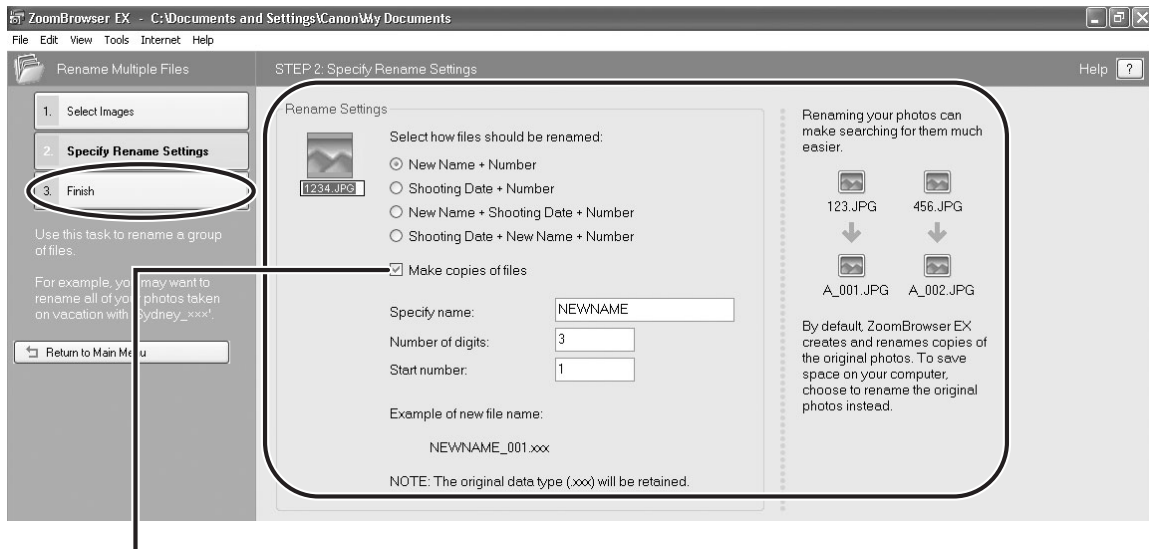 ZoomBrowser EX - C:\Documents and Settings\Canon\My Documents
File Edit View Tools Internet Help
Rename Multiple Files
STEP 2: Specify Rename Settings
Help ?
1. Select Images
2. Specify Rename Settings
3. Finish
Use this task to rename a group
of files.
For example, you may want to
rename all of your photos taken
on vacation with 'Sydney_×××'.
Return to Main Menu
Rename Settings
1234.JPG
Select how files should be renamed:
New Name + Number
Shooting Date + Number
New Name + Shooting Date + Number
Shooting Date + New Name + Number
Make copies of files
Specify name: NEWNAME
Number of digits: 3
Start number: 1
Example of new file name:
NEWNAME_001.xxx
NOTE: The original data type (.xxx) will be retained.
Renaming your photos can
make searching for them much
easier.
123.JPG 456.JPG
A_001.JPG A_002.JPG
By default, ZoomBrowser EX
creates and renames copies of
the original photos. To save
space on your computer,
choose to rename the original
photos instead.